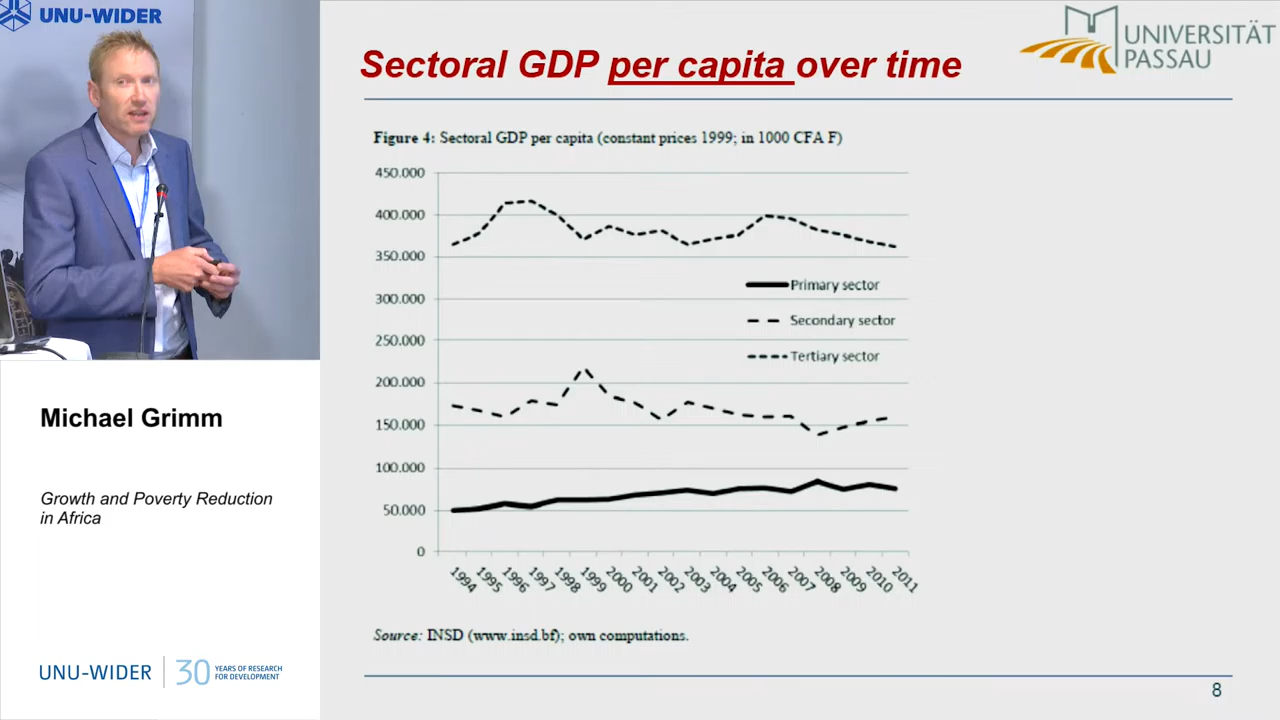 UNU-WIDER
Sectoral GDP per capita over time
UNIVERSITÄT
PASSAU
Figure 4: Sectoral GDP per capita (constant prices 1999; in 1000 CFA F)
450.000
400.000
350.000
300.000
250.000
200.000
150.000
100.000
50.000
0
Primary sector
Secondary sector
Tertiary sector
1994
1995
1996
1997
1998
1999
2000
2001
2002
2003
2004
2005
2006
2007
2008
2009
2010
2011
Source: INSD (www.insd.bf); own computations.
8
Michael Grimm
Growth and Poverty Reduction
in Africa
UNU-WIDER
30 YEARS OF RESEARCH
FOR DEVELOPMENT